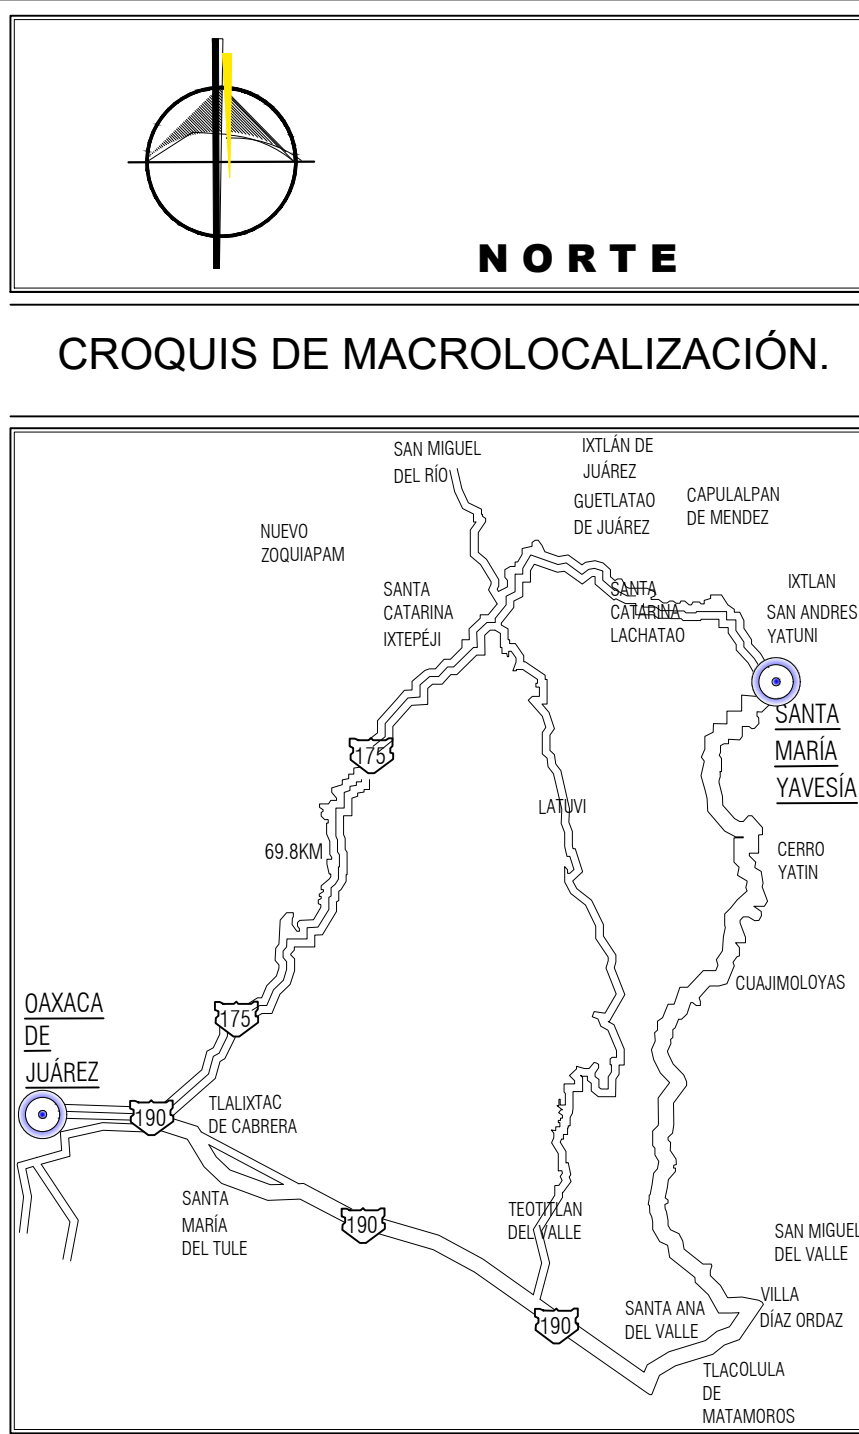 NORTE
CROQUIS DE MACROLOCALIZACIÓN.
SAN MIGUEL
DEL RÍO
IXTLÁN DE
JUÁREZ
GUETLATAO
DE JUÁREZ
CAPULALPAN
DE MENDEZ
NUEVO
ZOQUIAPAM
SANTA
CATARINA
IXTEPÉJI
SANTA
CATARINA
LACHATAO
IXTLAN
SAN ANDRES
YATUNI
SANTA
MARÍA
YAVESÍA
175
LATUVI
69.8KM
CERRO
YATIN
CUAJIMOLOYAS
OAXACA
DE
JUÁREZ
175
190
TLALIXTAC
DE CABRERA
SANTA
MARÍA
DEL TULE
190
TEOTITLAN
DEL VALLE
SAN MIGUEL
DEL VALLE
VILLA
DÍAZ ORDAZ
SANTA ANA
DEL VALLE
190
TLACOLULA
DE
MATAMOROS